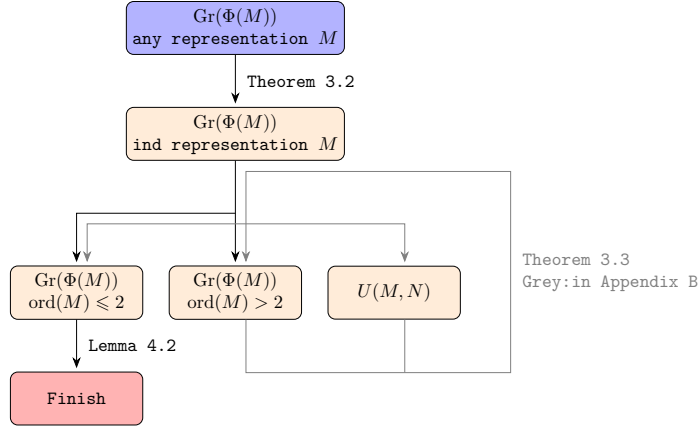 Gr(Φ(M))
any representation M
Theorem 3.2
Gr(Φ(M))
ind representation M
Theorem 3.3
Grey:in Appendix B
Gr(Φ(M))
ord(M) ⩽ 2
Gr(Φ(M))
ord(M) > 2
U(M, N)
Lemma 4.2
Finish